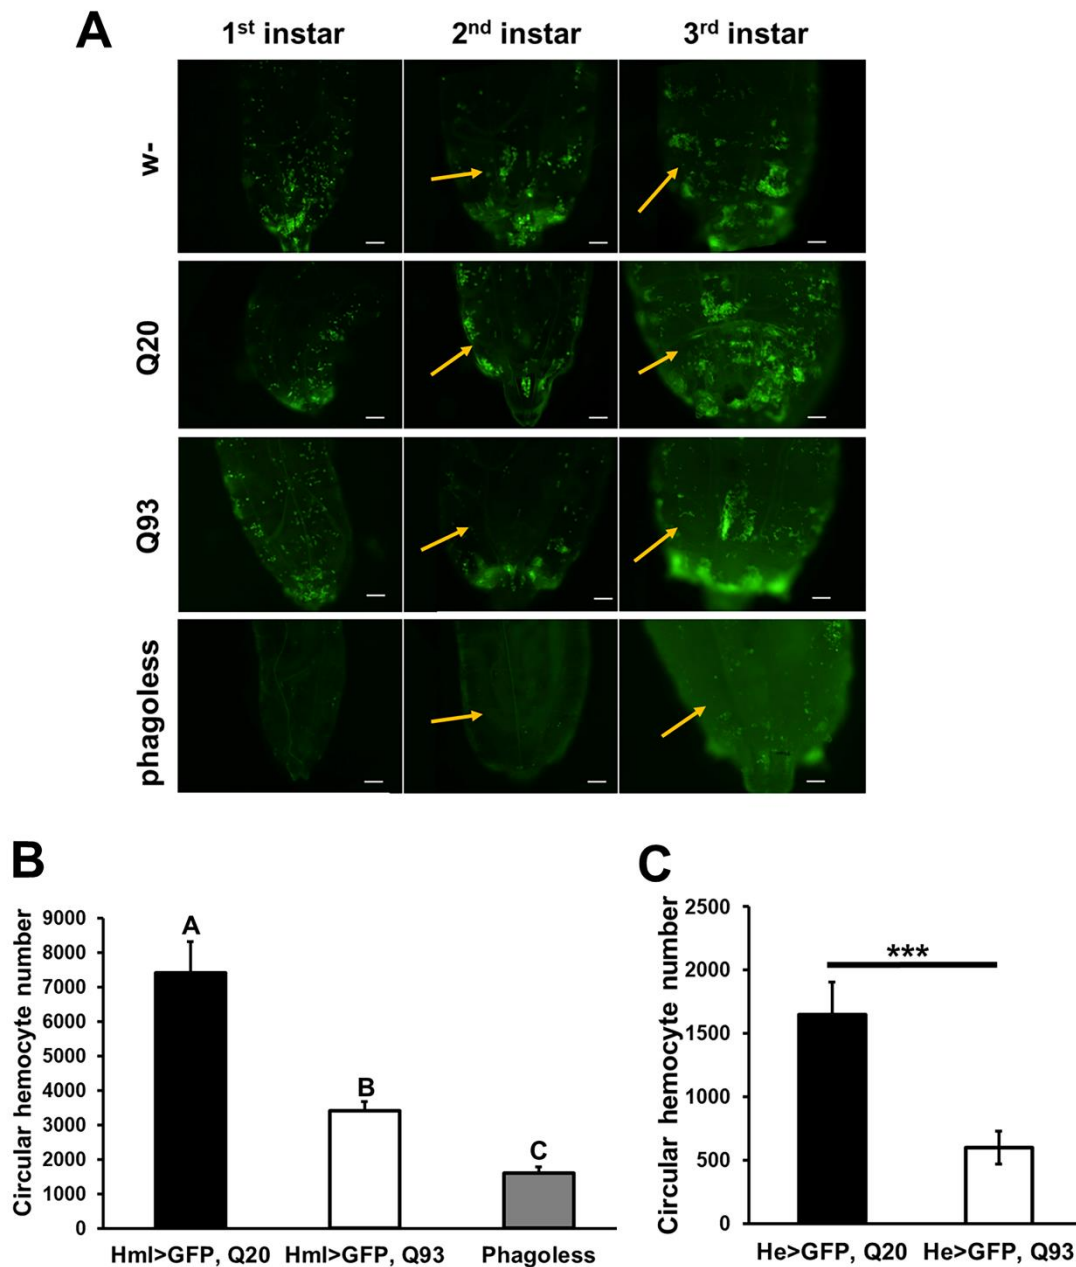 A
1st instar 2nd instar 3rd instar
w-
Q20
Q93
phagoless
B
Circular hemocyte number
9000
8000
7000
6000
5000
4000
3000
2000
1000
0
A
B
C
Hml>GFP, Q20 Hml>GFP, Q93 Phagoless
C
Circular hemocyte number
2500
2000
1500
1000
500
0
***
He>GFP, Q20 He>GFP, Q93